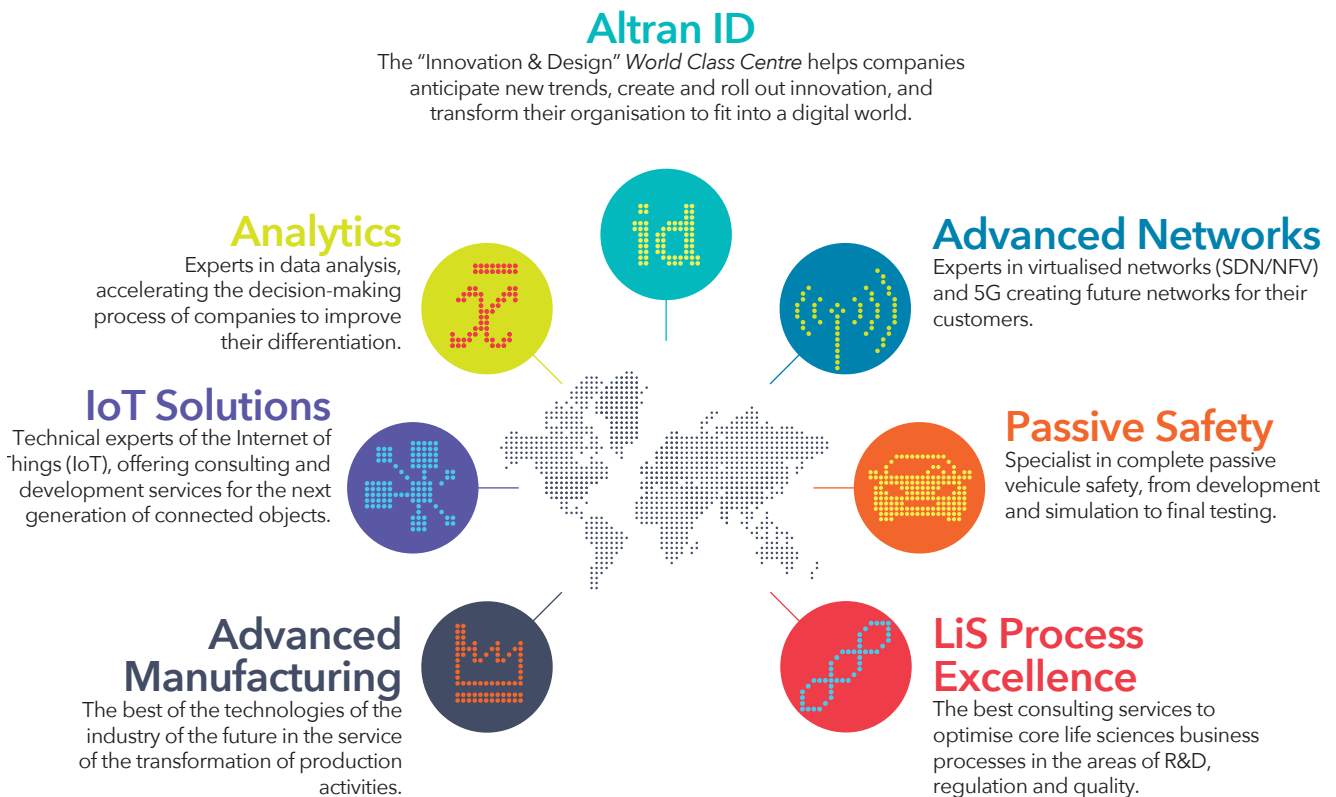 Altran ID
The “Innovation & Design” World Class Centre helps companies
anticipate new trends, create and roll out innovation, and
transform their organisation to fit into a digital world.
id
Analytics
Experts in data analysis,
accelerating the decision-making
process of companies to improve
their differentiation.
x̄
Advanced Networks
Experts in virtualised networks (SDN/NFV)
and 5G creating future networks for their
customers.
IoT Solutions
Technical experts of the Internet of
hings (IoT), offering consulting and
development services for the next
generation of connected objects.
Passive Safety
Specialist in complete passive
vehicule safety, from development
and simulation to final testing.
Advanced
Manufacturing
The best of the technologies of the
industry of the future in the service
of the transformation of production
activities.
LiS Process
Excellence
The best consulting services to
optimise core life sciences business
processes in the areas of R&D,
regulation and quality.